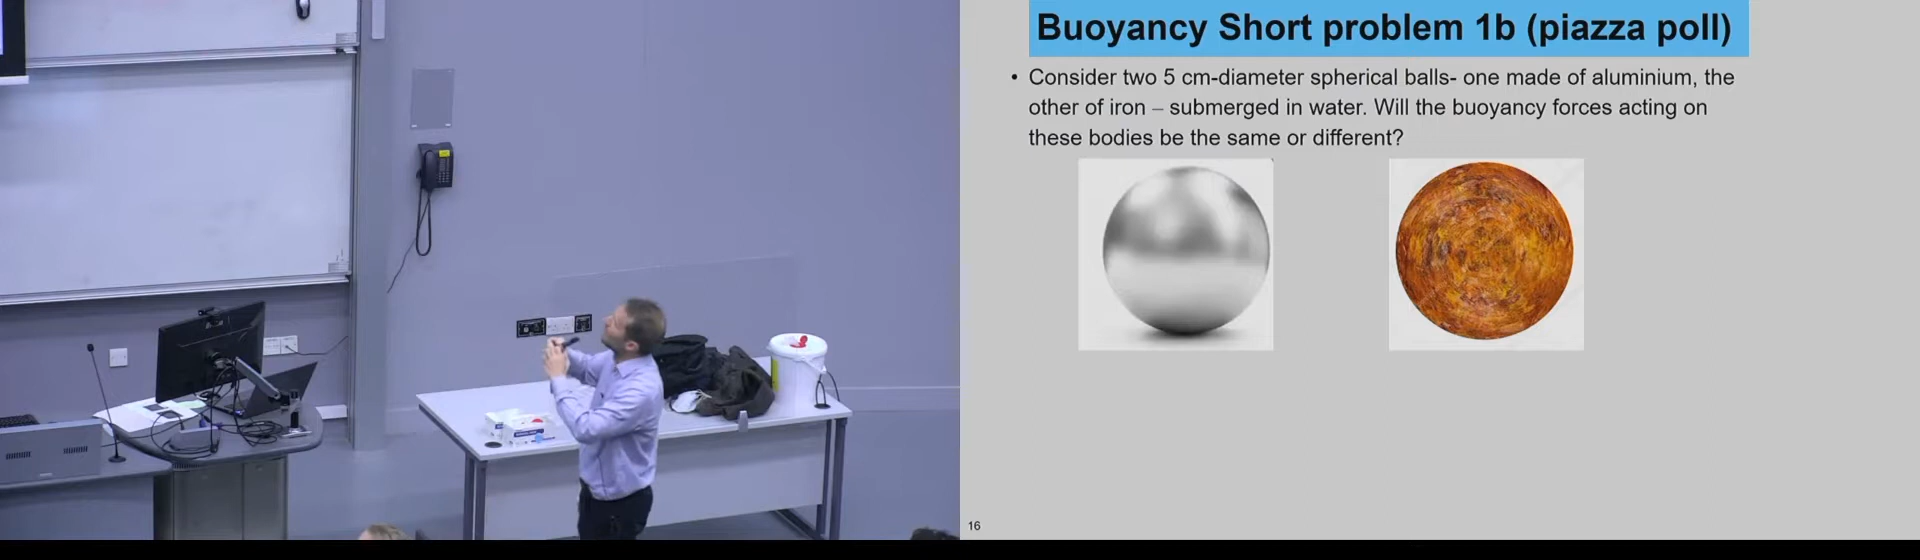 Buoyancy Short problem 1b (piazza poll)
• Consider two 5 cm-diameter spherical balls- one made of aluminium, the
other of iron – submerged in water. Will the buoyancy forces acting on
these bodies be the same or different?
16